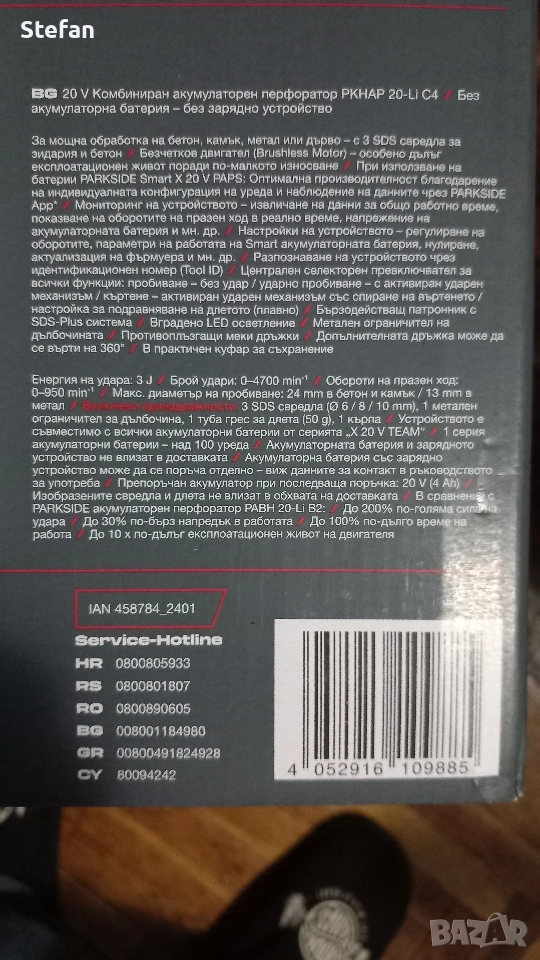 Stefan
BG 20 V Комбиниран акумулаторен перфоратор PKHAP 20-Li C4 / Без
акумулаторна батерия – без зарядно устройство
За мощна обработка на бетон, камък, метал или дърво – с 3 SDS свредла за
зидария и бетон / Безчетков двигател (Brushless Motor) – особено дълъг
експлоатационен живот поради по-малкото износване / При използване на
батерии PARKSIDE Smart X 20 V PAPS: Оптимална производителност благодарение
на индивидуалната конфигурация на уреда и наблюдение на данните чрез PARKSIDE
App* / Мониторинг на устройството – извличане на данни за общо работно време,
показване на оборотите на празен ход в реално време, напрежение на
акумулаторната батерия и мн. др. / Настройки на устройството – регулиране на
оборотите, параметри на работата на Smart акумулаторната батерия, нулиране,
актуализация на фърмуера и мн. др. / Разпознаване на устройството чрез
идентификационен номер (Tool ID) / Централен селекторен превключвател за
всички функции: пробиване – без удар / ударно пробиване – с активиран ударен
механизъм / къртене – активиран ударен механизъм със спиране на въртенето /
настройка за подравняване на длетото (плавно) / Бързодействащ патронник с
SDS-Plus система / Вградено LED осветление / Метален ограничител на
дълбочината / Противоплъзгащи меки дръжки / Допълнителната дръжка може да
се върти на 360° / В практичен куфар за съхранение
Енергия на удара: 3 J / Брой удари: 0–4700 min⁻¹ / Обороти на празен ход:
0–950 min⁻¹ / Макс. диаметър на пробиване: 24 mm в бетон и камък / 13 mm в
метал / Включени принадлежности: 3 SDS свредла (Ø 6 / 8 / 10 mm), 1 метален
ограничител за дълбочина, 1 туба грес за длета (50 g), 1 кърпа / Устройството е
съвместимо с всички акумулаторни батерии от серията „X 20 V TEAM“ / 1 серия
акумулаторни батерии – над 100 уреда / Акумулаторната батерия и зарядното
устройство не влизат в доставката / Акумулаторна батерия със зарядно
устройство може да се поръча отделно – виж данните за контакт в ръководството
за употреба / Препоръчан акумулатор при последваща поръчка: 20 V (4 Ah) /
Изобразените свредла и длета не влизат в обхвата на доставката / В сравнение с
PARKSIDE акумулаторен перфоратор PABH 20-Li B2: / До 200% по-голяма сила на
удара / До 30% по-бърз напредък в работата / До 100% по-дълго време на
работа / До 10 х по-дълъг експлоатационен живот на двигателя
IAN 458784_2401
Service-Hotline
HR 0800805933
RS 0800801807
RO 0800890605
BG 008001184980
GR 00800491824928
CY 80094242
4 052916 109885
BAZAR